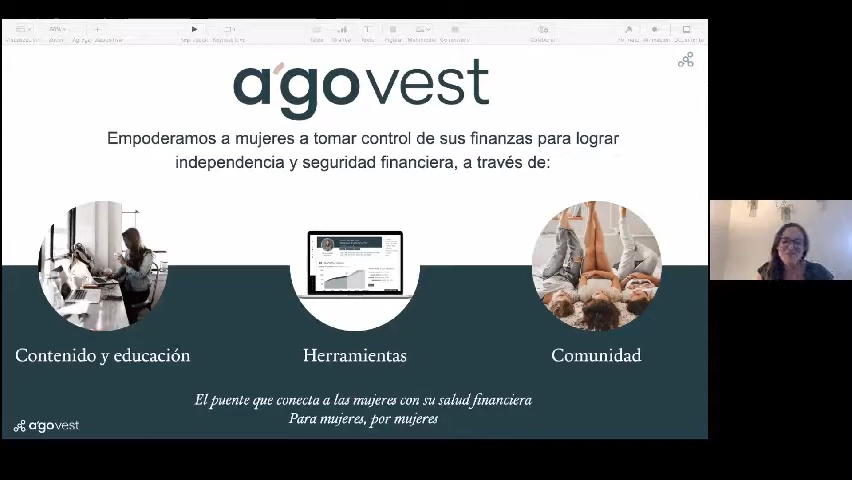 a'govest
Empoderamos a mujeres a tomar control de sus finanzas para lograr
independencia y seguridad financiera, a través de:
Contenido y educación
Herramientas
Comunidad
El puente que conecta a las mujeres con su salud financiera
Para mujeres, por mujeres
a'govest